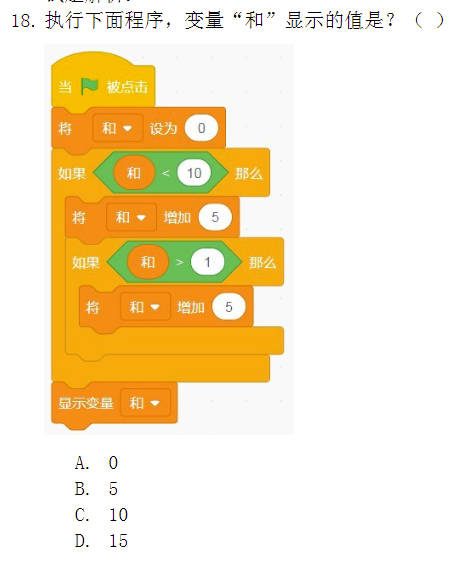 18. 执行下面程序，变量“和”显示的值是？（ ）
当 被点击
将 和 设为 0
如果 和 < 10 那么
将 和 增加 5
如果 和 > 1 那么
将 和 增加 5
显示变量 和
A. 0
B. 5
C. 10
D. 15